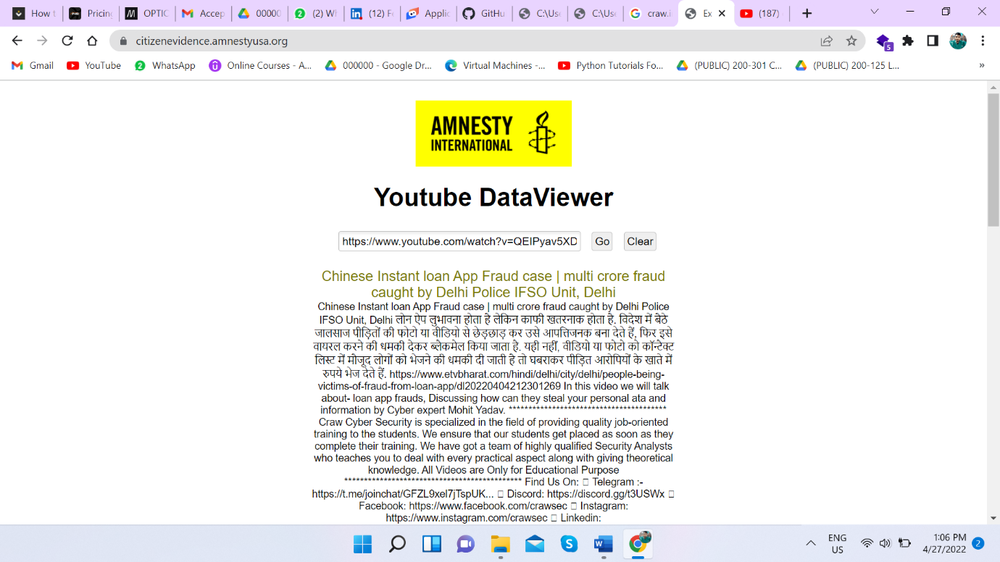 How t
Pricing
OPTIC
Accep
00000
(2) Wh
(12) Fe
Applic
GitHu
C:\Use
C:\Use
craw.i
Ex
(187)
citizenevidence.amnestyusa.org
5
Gmail
YouTube
WhatsApp
Online Courses - A...
000000 - Google Dr...
Virtual Machines -...
Python Tutorials Fo...
(PUBLIC) 200-301 C...
(PUBLIC) 200-125 L...
»
AMNESTY
INTERNATIONAL
Youtube DataViewer
https://www.youtube.com/watch?v=QEIPyav5XD Go Clear
Chinese Instant loan App Fraud case | multi crore fraud
caught by Delhi Police IFSO Unit, Delhi
Chinese Instant loan App Fraud case | multi crore fraud caught by Delhi Police
IFSO Unit, Delhi लोन ऐप लुभावना होता है लेकिन काफी खतरनाक होता है. विदेश में बैठे
जालसाज पीड़ितों की फोटो या वीडियो से छेड़छाड़ कर उसे आपत्तिजनक बना देते हैं, फिर इसे
वायरल करने की धमकी देकर ब्लैकमेल किया जाता है. यही नहीं, वीडियो या फोटो को कॉन्टैक्ट
लिस्ट में मौजूद लोगों को भेजने की धमकी दी जाती है तो घबराकर पीड़ित आरोपियों के खाते में
रुपये भेज देते हैं. https://www.etvbharat.com/hindi/delhi/city/delhi/people-being-
victims-of-fraud-from-loan-app/dl20220404212301269 In this video we will talk
about- loan app frauds, Discussing how can they steal your personal ata and
information by Cyber expert Mohit Yadav. ****************************************
Craw Cyber Security is specialized in the field of providing quality job-oriented
training to the students. We ensure that our students get placed as soon as they
complete their training. We have got a team of highly qualified Security Analysts
who teaches you to deal with every practical aspect along with giving theoretical
knowledge. All Videos are Only for Educational Purpose
********************************************* Find Us On: Telegram :-
https://t.me/joinchat/GFZL9xel7jTspUK... Discord: https://discord.gg/t3USWx
Facebook: https://www.facebook.com/crawsec Instagram:
https://www.instagram.com/crawsec Linkedin:
ENG
US
1:06 PM
4/27/2022
2